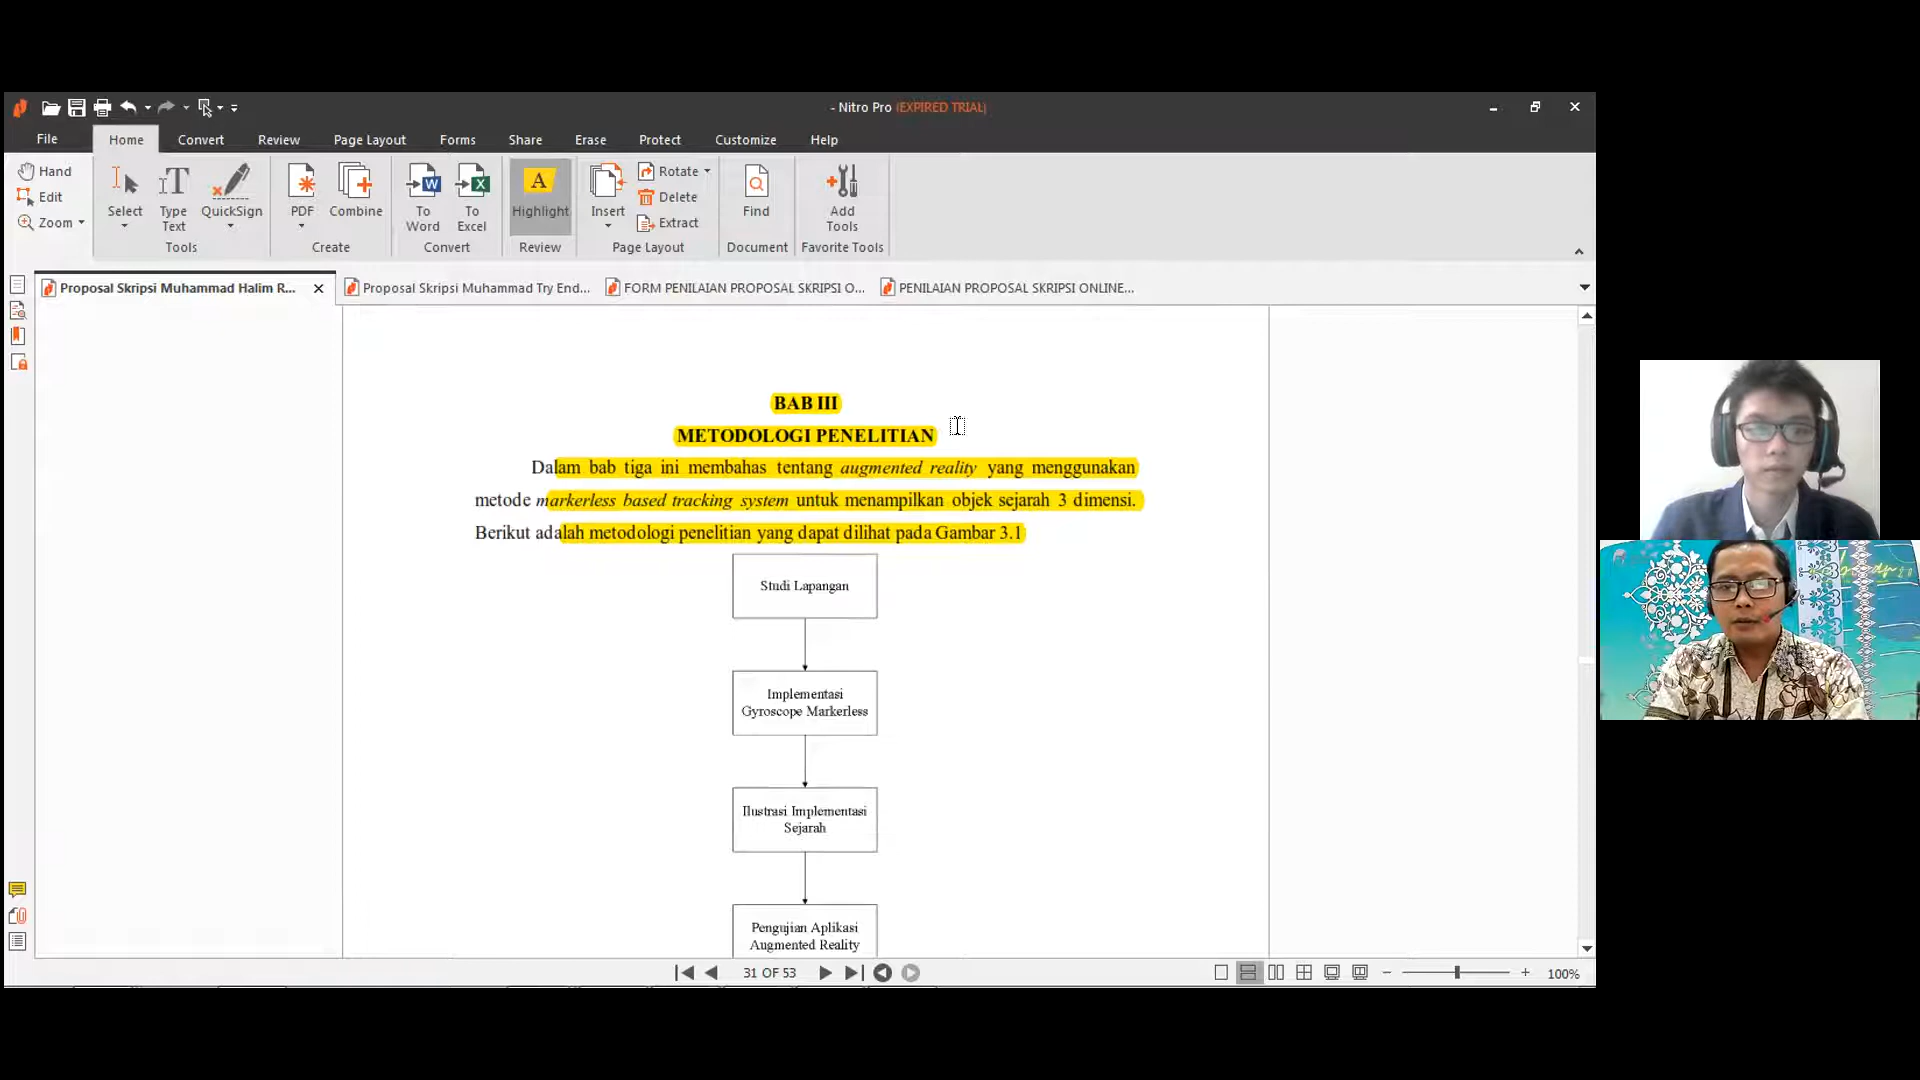 - Nitro Pro (EXPIRED TRIAL)
File Home Convert Review Page Layout Forms Share Erase Protect Customize Help
Hand
Edit
Zoom
Select
Type Text
QuickSign
Tools
PDF
Combine
Create
To Word
To Excel
Convert
Highlight
Review
Insert
Rotate
Delete
Extract
Page Layout
Find
Document
Add Tools
Favorite Tools
Proposal Skripsi Muhammad Halim R... Proposal Skripsi Muhammad Try End... FORM PENILAIAN PROPOSAL SKRIPSI O... PENILAIAN PROPOSAL SKRIPSI ONLINE...
BAB III
METODOLOGI PENELITIAN
Dalam bab tiga ini membahas tentang augmented reality yang menggunakan
metode markerless based tracking system untuk menampilkan objek sejarah 3 dimensi.
Berikut adalah metodologi penelitian yang dapat dilihat pada Gambar 3.1
Studi Lapangan
Implementasi
Gyroscope Markerless
Ilustrasi Implementasi
Sejarah
Pengujian Aplikasi
Augmented Reality
31 OF 53
100%